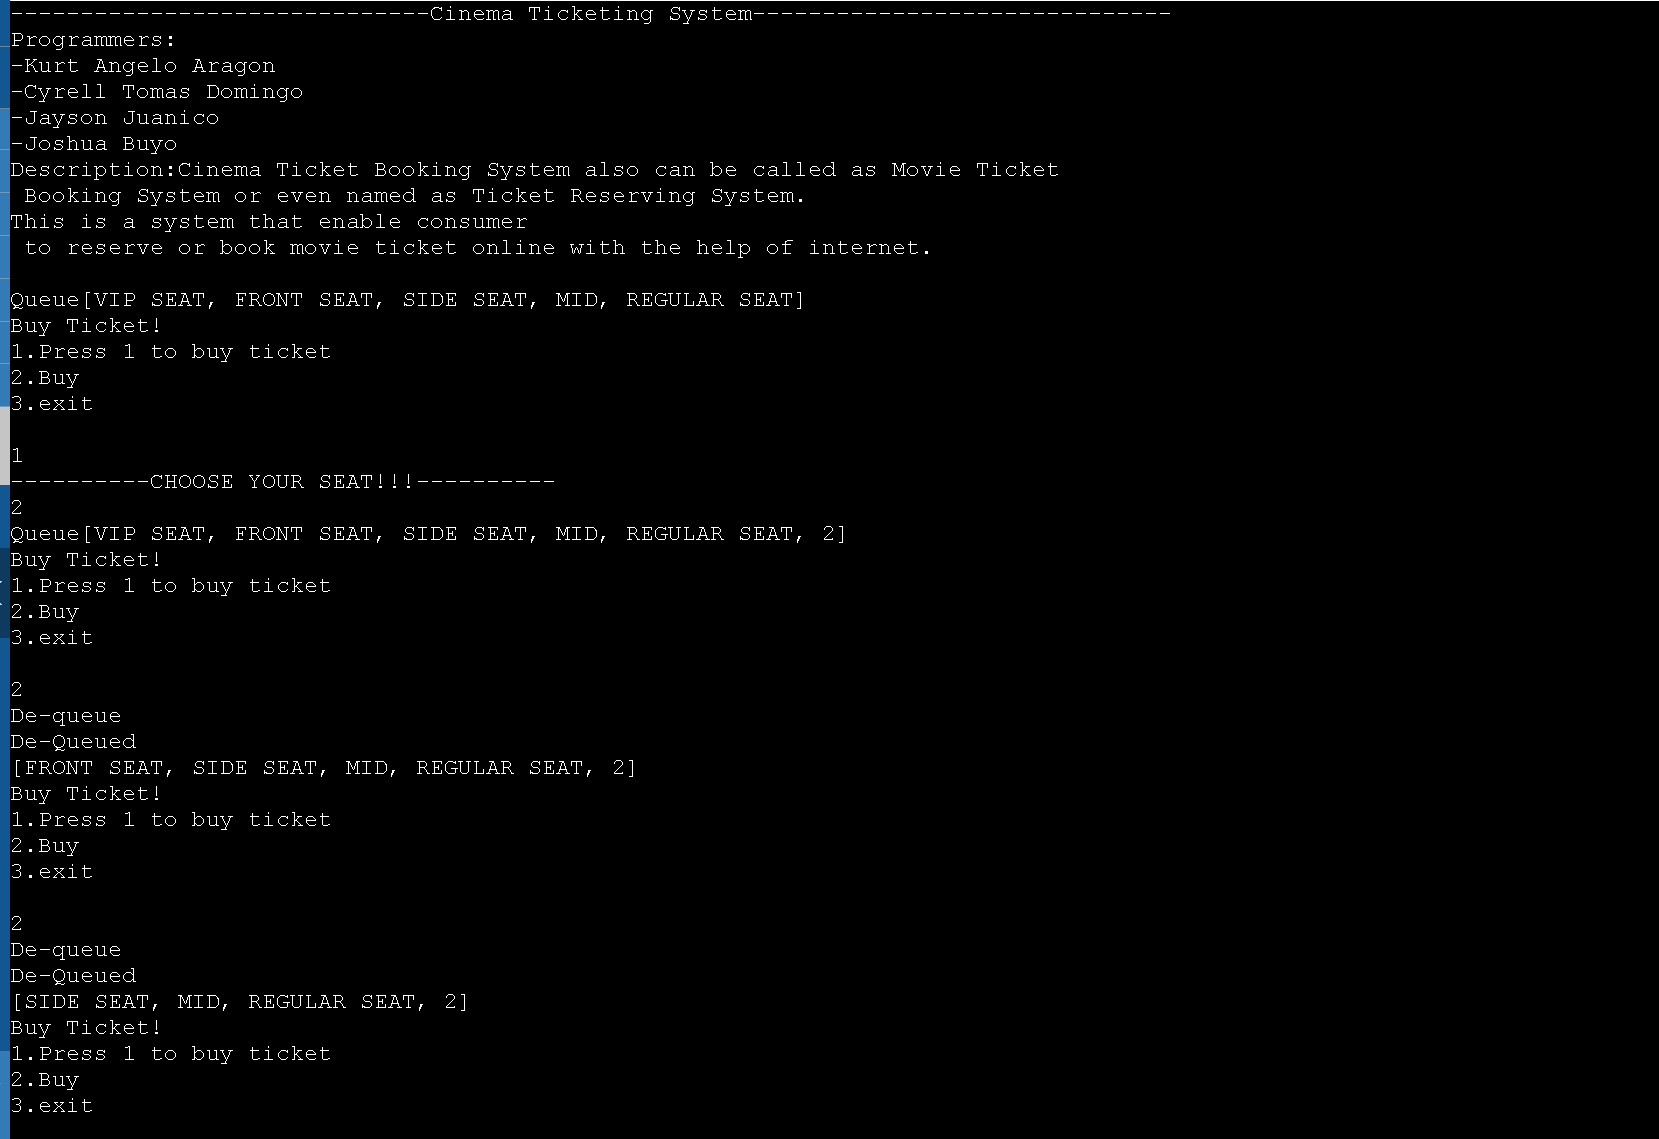 ------------------------------Cinema Ticketing System------------------------------
Programmers:
-Kurt Angelo Aragon
-Cyrell Tomas Domingo
-Jayson Juanico
-Joshua Buyo
Description:Cinema Ticket Booking System also can be called as Movie Ticket
 Booking System or even named as Ticket Reserving System.
This is a system that enable consumer
 to reserve or book movie ticket online with the help of internet.

Queue[VIP SEAT, FRONT SEAT, SIDE SEAT, MID, REGULAR SEAT]
Buy Ticket!
1.Press 1 to buy ticket
2.Buy
3.exit

1
----------CHOOSE YOUR SEAT!!!----------
2
Queue[VIP SEAT, FRONT SEAT, SIDE SEAT, MID, REGULAR SEAT, 2]
Buy Ticket!
1.Press 1 to buy ticket
2.Buy
3.exit

2
De-queue
De-Queued
[FRONT SEAT, SIDE SEAT, MID, REGULAR SEAT, 2]
Buy Ticket!
1.Press 1 to buy ticket
2.Buy
3.exit

2
De-queue
De-Queued
[SIDE SEAT, MID, REGULAR SEAT, 2]
Buy Ticket!
1.Press 1 to buy ticket
2.Buy
3.exit